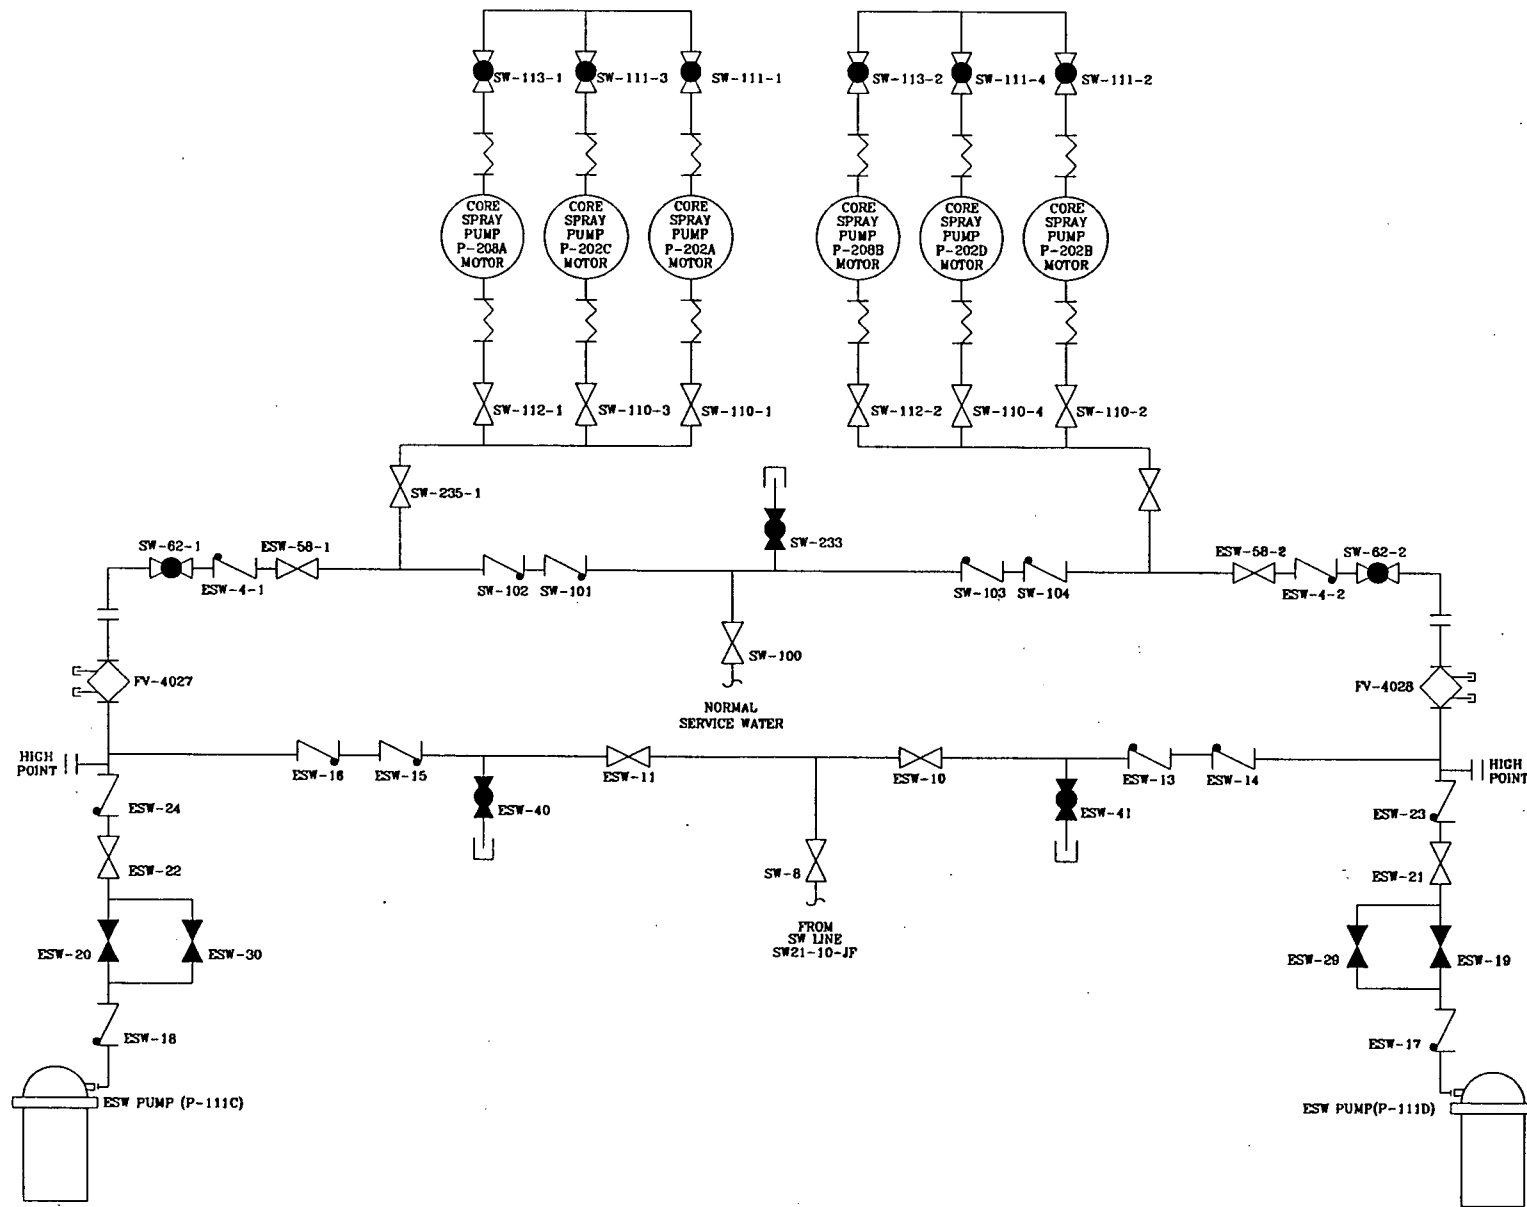 SW-113-1
SW-111-3
SW-111-1
SW-113-2
SW-111-4
SW-111-2
CORE
SPRAY
PUMP
P-208A
MOTOR
CORE
SPRAY
PUMP
P-202C
MOTOR
CORE
SPRAY
PUMP
P-202A
MOTOR
CORE
SPRAY
PUMP
P-208B
MOTOR
CORE
SPRAY
PUMP
P-202D
MOTOR
CORE
SPRAY
PUMP
P-202B
MOTOR
SW-112-1
SW-110-3
SW-110-1
SW-112-2
SW-110-4
SW-110-2
SW-235-1
SW-233
SW-62-1
ESW-58-1
ESW-4-1
SW-102
SW-101
SW-103
SW-104
ESW-58-2
SW-62-2
ESW-4-2
SW-100
NORMAL
SERVICE WATER
FV-4027
FV-4028
HIGH
POINT
ESW-16
ESW-15
ESW-11
ESW-10
ESW-13
ESW-14
HIGH
POINT
ESW-24
ESW-40
ESW-41
ESW-23
ESW-22
SW-8
ESW-21
FROM
SW LINE
SW21-10-JF
ESW-20
ESW-30
ESW-29
ESW-19
ESW-18
ESW-17
ESW PUMP (P-111C)
ESW PUMP(P-111D)